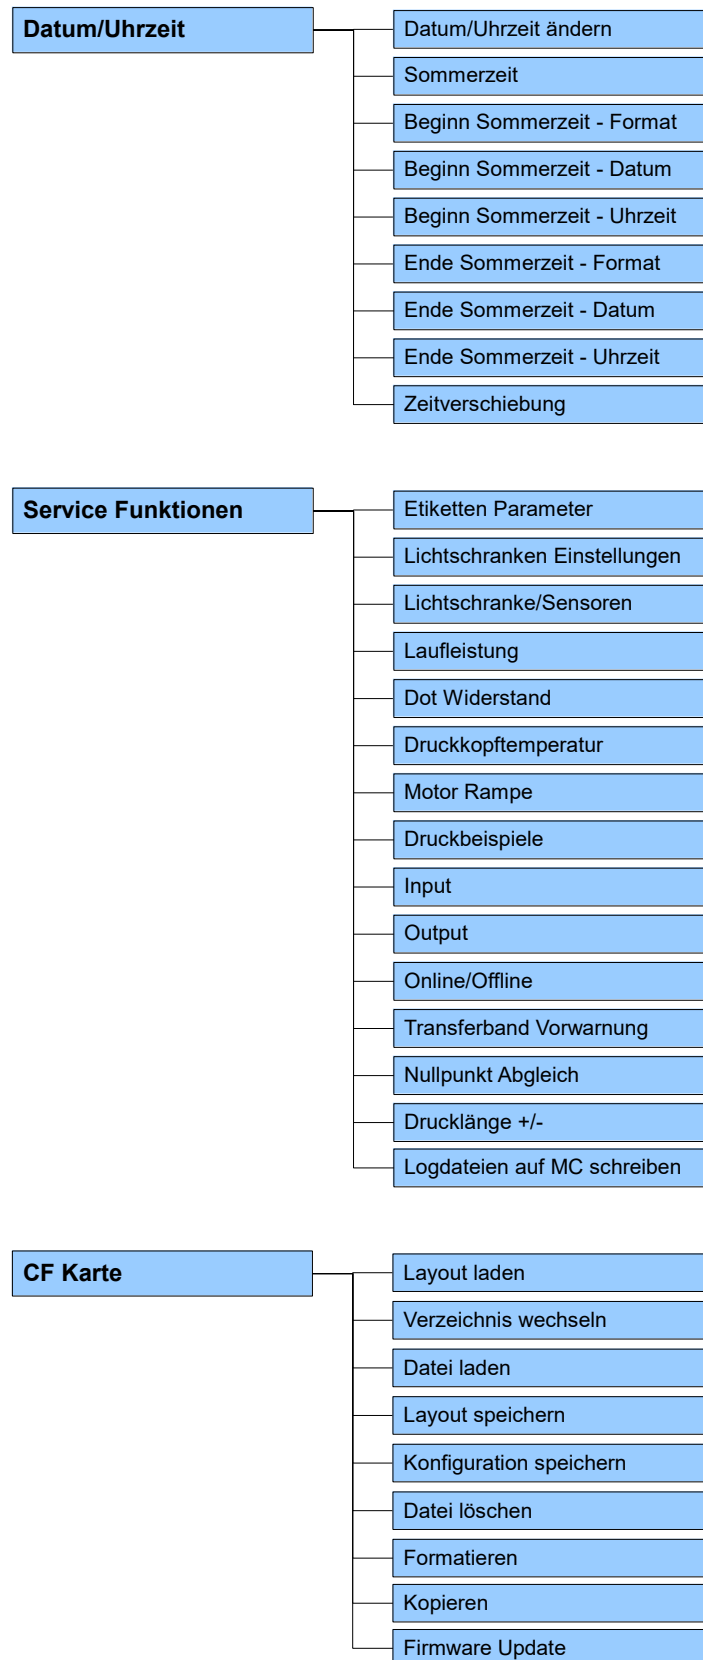 Datum/Uhrzeit
Datum/Uhrzeit ändern
Sommerzeit
Beginn Sommerzeit - Format
Beginn Sommerzeit - Datum
Beginn Sommerzeit - Uhrzeit
Ende Sommerzeit - Format
Ende Sommerzeit - Datum
Ende Sommerzeit - Uhrzeit
Zeitverschiebung
Service Funktionen
Etiketten Parameter
Lichtschranken Einstellungen
Lichtschranke/Sensoren
Laufleistung
Dot Widerstand
Druckkopftemperatur
Motor Rampe
Druckbeispiele
Input
Output
Online/Offline
Transferband Vorwarnung
Nullpunkt Abgleich
Drucklänge +/-
Logdateien auf MC schreiben
CF Karte
Layout laden
Verzeichnis wechseln
Datei laden
Layout speichern
Konfiguration speichern
Datei löschen
Formatieren
Kopieren
Firmware Update